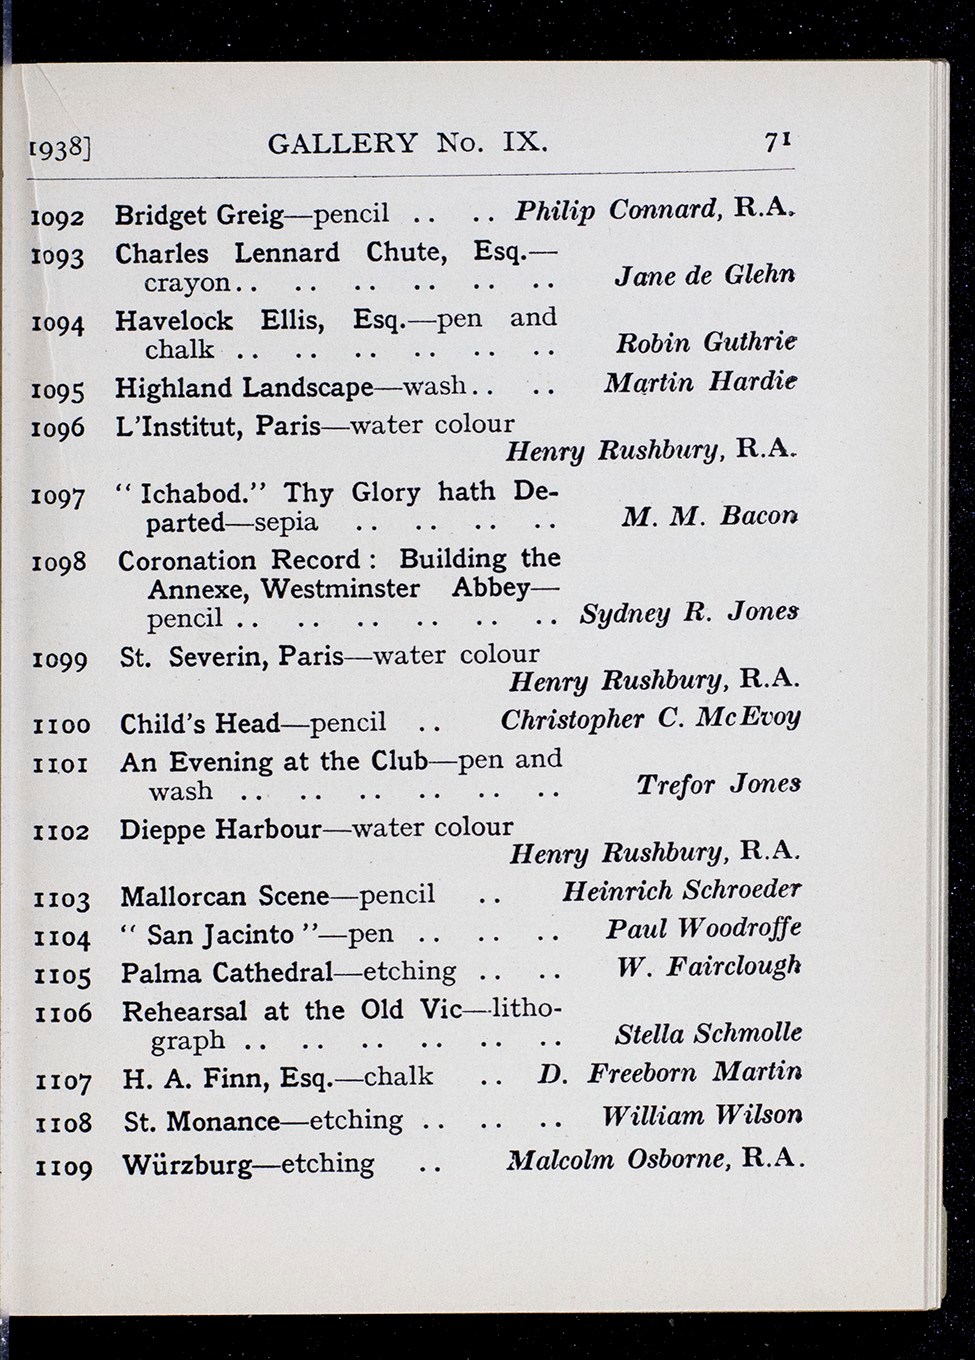 1938] GALLERY No. IX. 71
1092 Bridget Greig—pencil .. .. Philip Connard, R.A.
1093 Charles Lennard Chute, Esq.—
crayon.. .. .. .. .. .. Jane de Glehn
1094 Havelock Ellis, Esq.—pen and
chalk .. .. .. .. .. .. Robin Guthrie
1095 Highland Landscape—wash.. .. Martin Hardie
1096 L'Institut, Paris—water colour
Henry Rushbury, R.A.
1097 “ Ichabod.” Thy Glory hath De-
parted—sepia .. .. .. .. M. M. Bacon
1098 Coronation Record : Building the
Annexe, Westminster Abbey—
pencil .. .. .. .. .. .. Sydney R. Jones
1099 St. Severin, Paris—water colour
Henry Rushbury, R.A.
1100 Child's Head—pencil .. Christopher C. McEvoy
1101 An Evening at the Club—pen and
wash .. .. .. .. .. .. Trefor Jones
1102 Dieppe Harbour—water colour
Henry Rushbury, R.A.
1103 Mallorcan Scene—pencil .. Heinrich Schroeder
1104 “ San Jacinto ”—pen .. .. .. Paul Woodroffe
1105 Palma Cathedral—etching .. .. W. Fairclough
1106 Rehearsal at the Old Vic—litho-
graph .. .. .. .. .. .. Stella Schmolle
1107 H. A. Finn, Esq.—chalk .. D. Freeborn Martin
1108 St. Monance—etching .. .. .. William Wilson
1109 Würzburg—etching .. Malcolm Osborne, R.A.